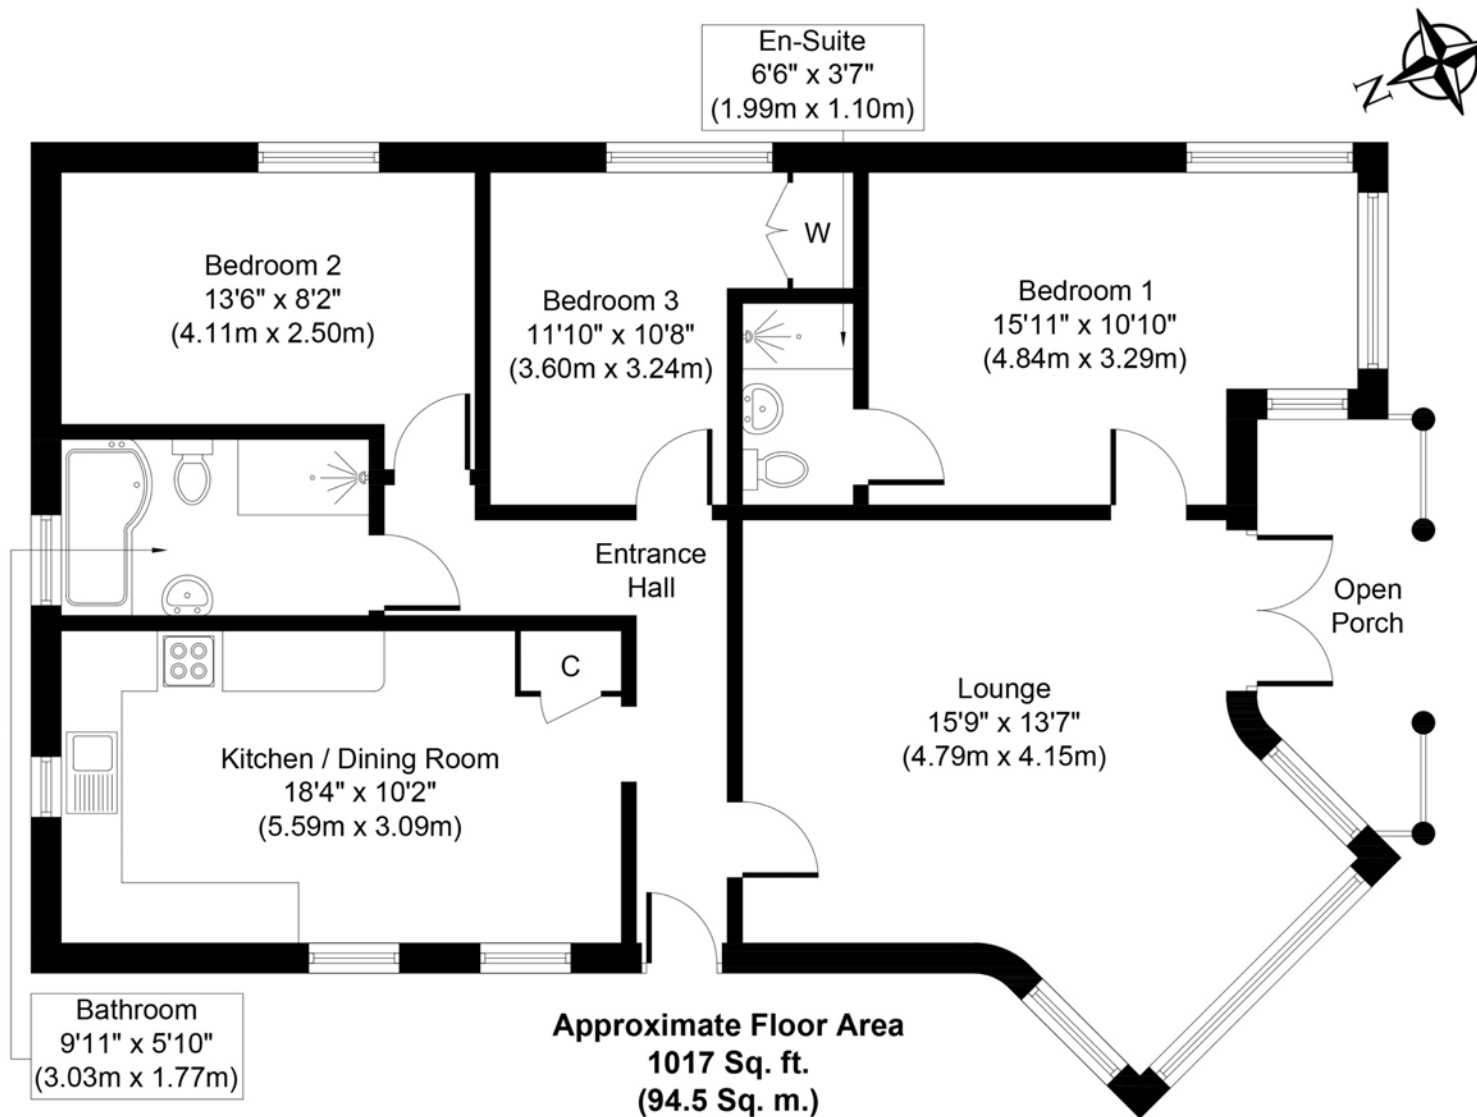 En-Suite
6'6" x 3'7"
(1.99m x 1.10m)
N
Bedroom 2
13'6" x 8'2"
(4.11m x 2.50m)
Bedroom 3
11'10" x 10'8"
(3.60m x 3.24m)
W
Bedroom 1
15'11" x 10'10"
(4.84m x 3.29m)
Entrance
Hall
Open
Porch
C
Kitchen / Dining Room
18'4" x 10'2"
(5.59m x 3.09m)
Lounge
15'9" x 13'7"
(4.79m x 4.15m)
Bathroom
9'11" x 5'10"
(3.03m x 1.77m)
Approximate Floor Area
1017 Sq. ft.
(94.5 Sq. m.)